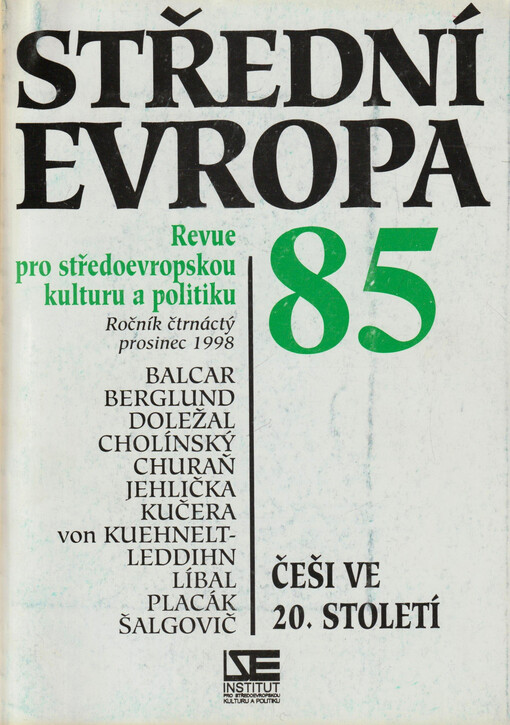 STŘEDNÍ
EVROPA
Revue
pro středoevropskou
kulturu a politiku
Ročník čtrnáctý
prosinec 1998
85
BALCAR
BERGLUND
DOLEŽAL
CHOLÍNSKÝ
CHURAŇ
JEHLIČKA
KUČERA
von KUEHNELT-
LEDDIHN
LÍBAL
PLACÁK
ŠALGOVIČ
ČEŠI VE
20. STOLETÍ
ISE
INSTITUT
PRO STŘEDOEVROPSKOU
KULTURU A POLITIKU